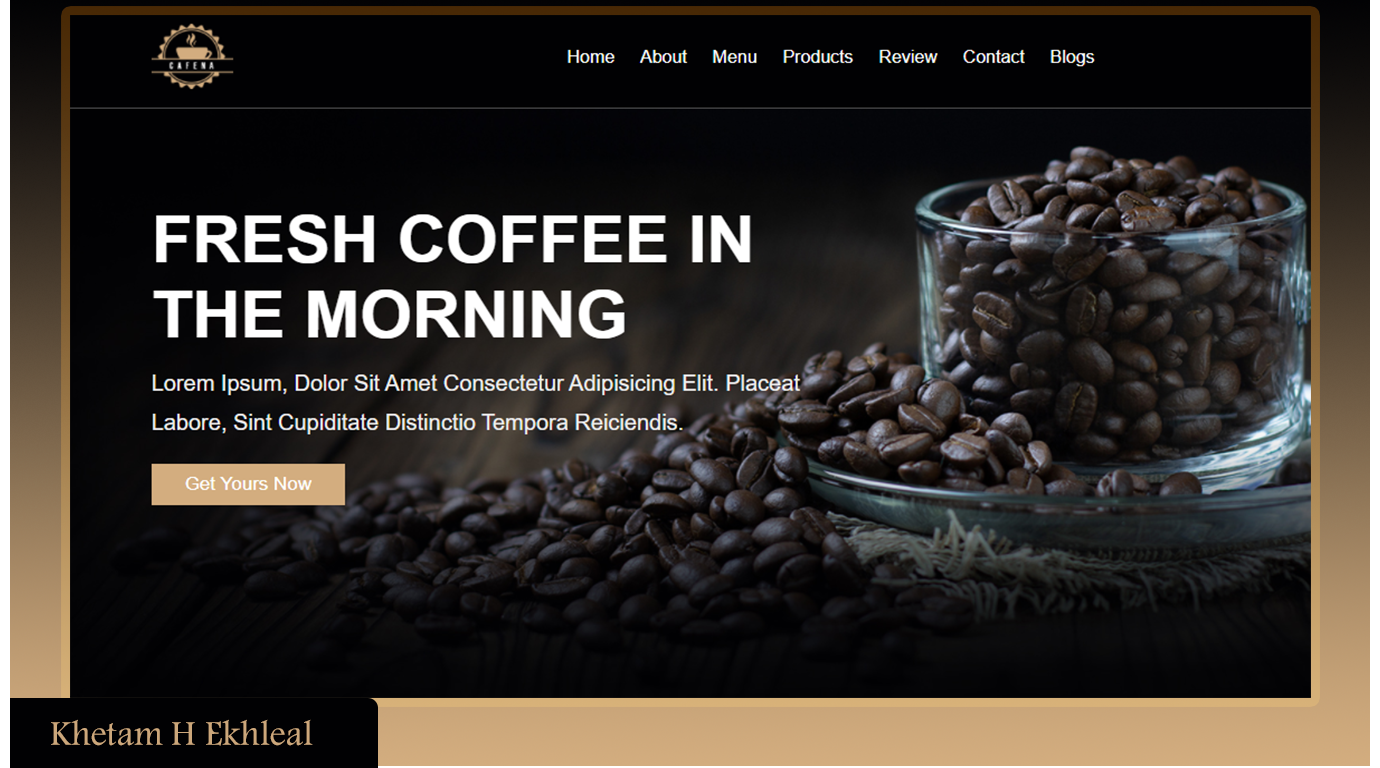 CAFENA
Home About Menu Products Review Contact Blogs
FRESH COFFEE IN
THE MORNING
Lorem Ipsum, Dolor Sit Amet Consectetur Adipisicing Elit. Placeat
Labore, Sint Cupiditate Distinctio Tempora Reiciendis.
Get Yours Now
Khetam H Ekhleal